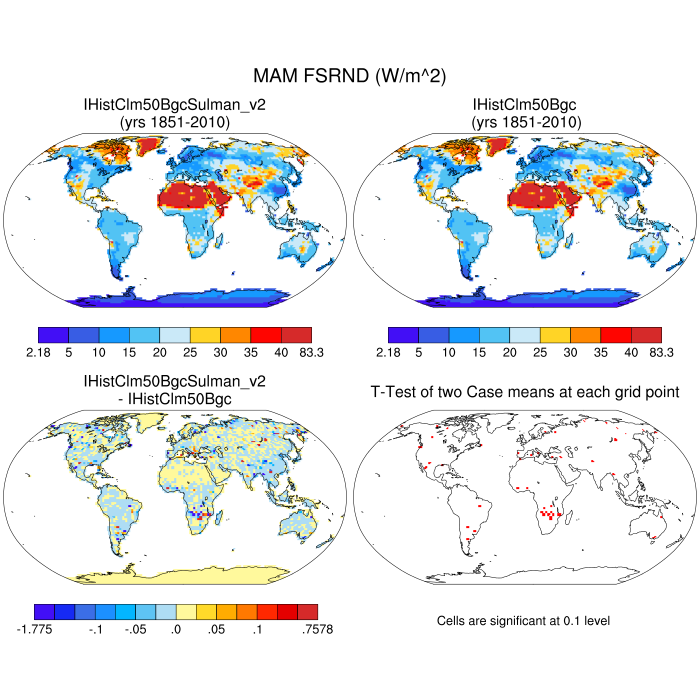 MAM FSRND (W/m^2)
IHistClm50BgcSulman_v2
(yrs 1851-2010)
IHistClm50Bgc
(yrs 1851-2010)
2.18 5 10 15 20 25 30 35 40 83.3
2.18 5 10 15 20 25 30 35 40 83.3
IHistClm50BgcSulman_v2
- IHistClm50Bgc
T-Test of two Case means at each grid point
-1.775 -.1 -.05 .0 .05 .1 .7578
Cells are significant at 0.1 level